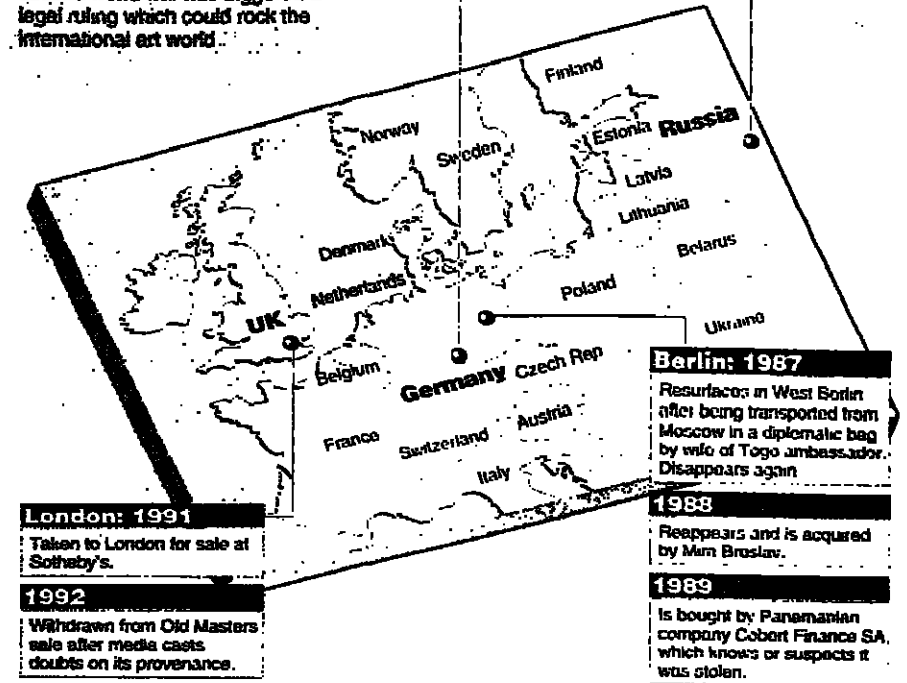 legal ruling which could rock the
international art world
Finland
Norway
Sweden
Estonia
Russia
Latvia
Lithuania
Denmark
Belarus
Netherlands
Poland
UK
Ukraine
Belgium
Germany
Czech Rep
France
Switzerland
Austria
Italy
Berlin: 1987
Resurfaces in West Berlin
after being transported from
Moscow in a diplomatic bag
by wife of Togo ambassador.
Disappears again
1988
Reappears and is acquired
by Mina Breslav.
1989
Is bought by Panamanian
company Cobert Finance SA,
which knows or suspects it
was stolen.
London: 1991
Taken to London for sale at
Sotheby's.
1992
Withdrawn from Old Masters
sale after media casts
doubts on its provenance.